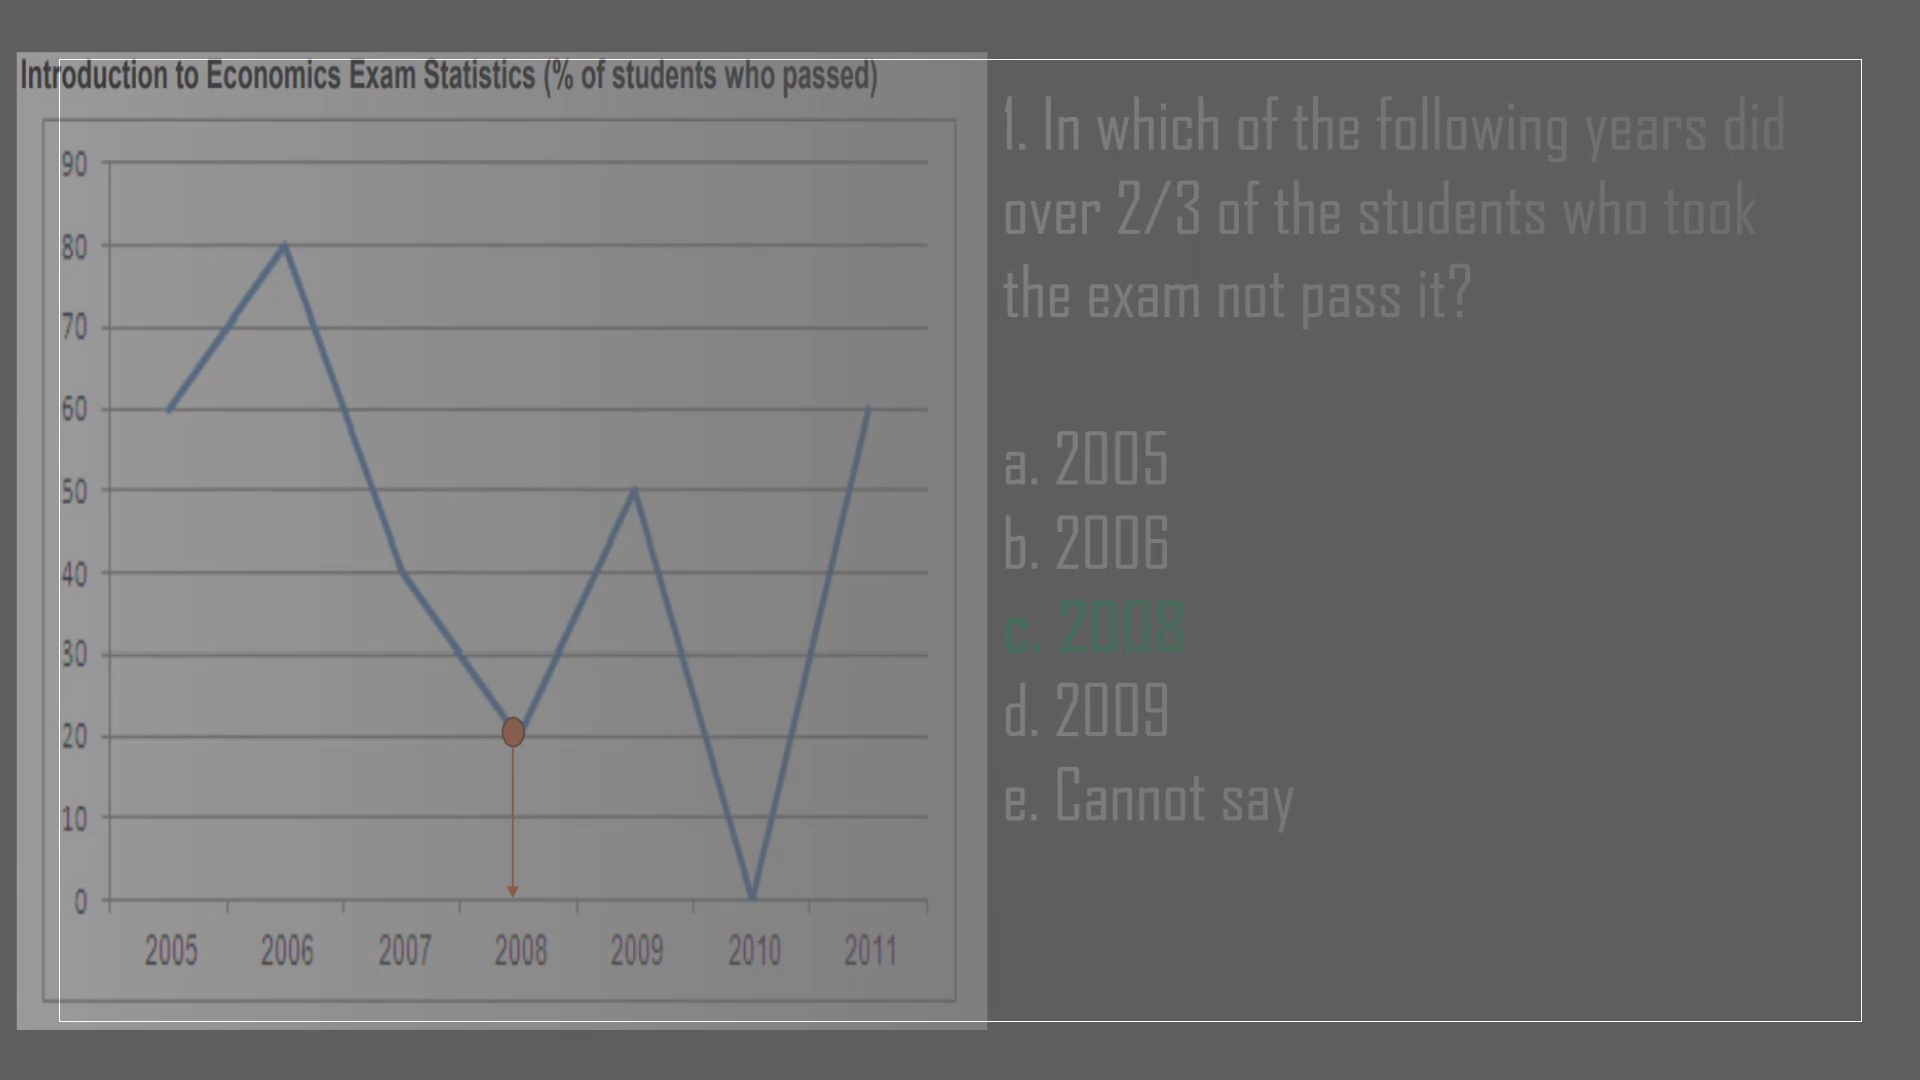 Introduction to Economics Exam Statistics (% of students who passed)
90
80
70
60
50
40
30
20
10
0
2005 2006 2007 2008 2009 2010 2011
1. In which of the following years did
over 2/3 of the students who took
the exam not pass it?
a. 2005
b. 2006
c. 2008
d. 2009
e. Cannot say